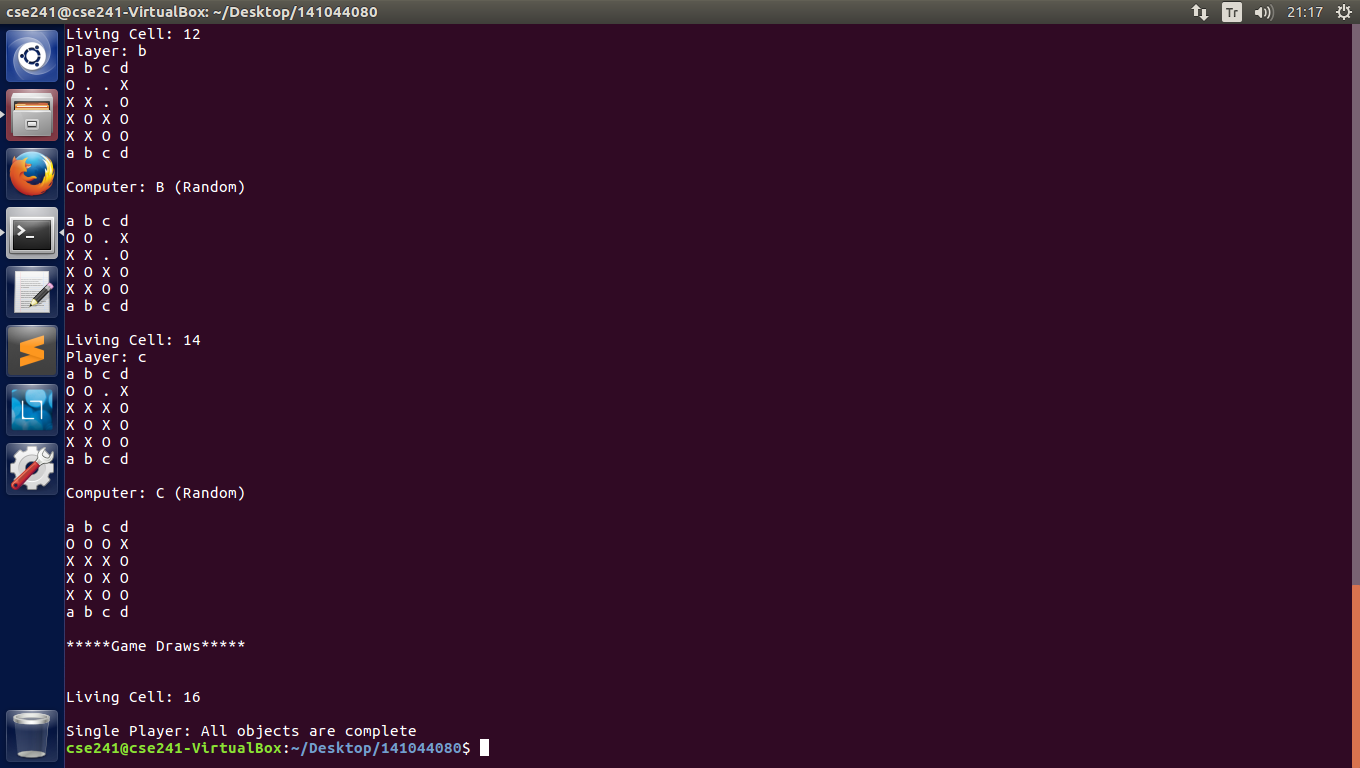 cse241@cse241-VirtualBox: ~/Desktop/141044080
Tr 21:17
Living Cell: 12
Player: b
a b c d
O . . X
X X . O
X O X O
X X O O
a b c d
Computer: B (Random)
a b c d
O O . X
X X . O
X O X O
X X O O
a b c d
Living Cell: 14
Player: c
a b c d
O O . X
X X X O
X O X O
X X O O
a b c d
Computer: C (Random)
a b c d
O O O X
X X X O
X O X O
X X O O
a b c d
*****Game Draws*****
Living Cell: 16
Single Player: All objects are complete
cse241@cse241-VirtualBox:~/Desktop/141044080$